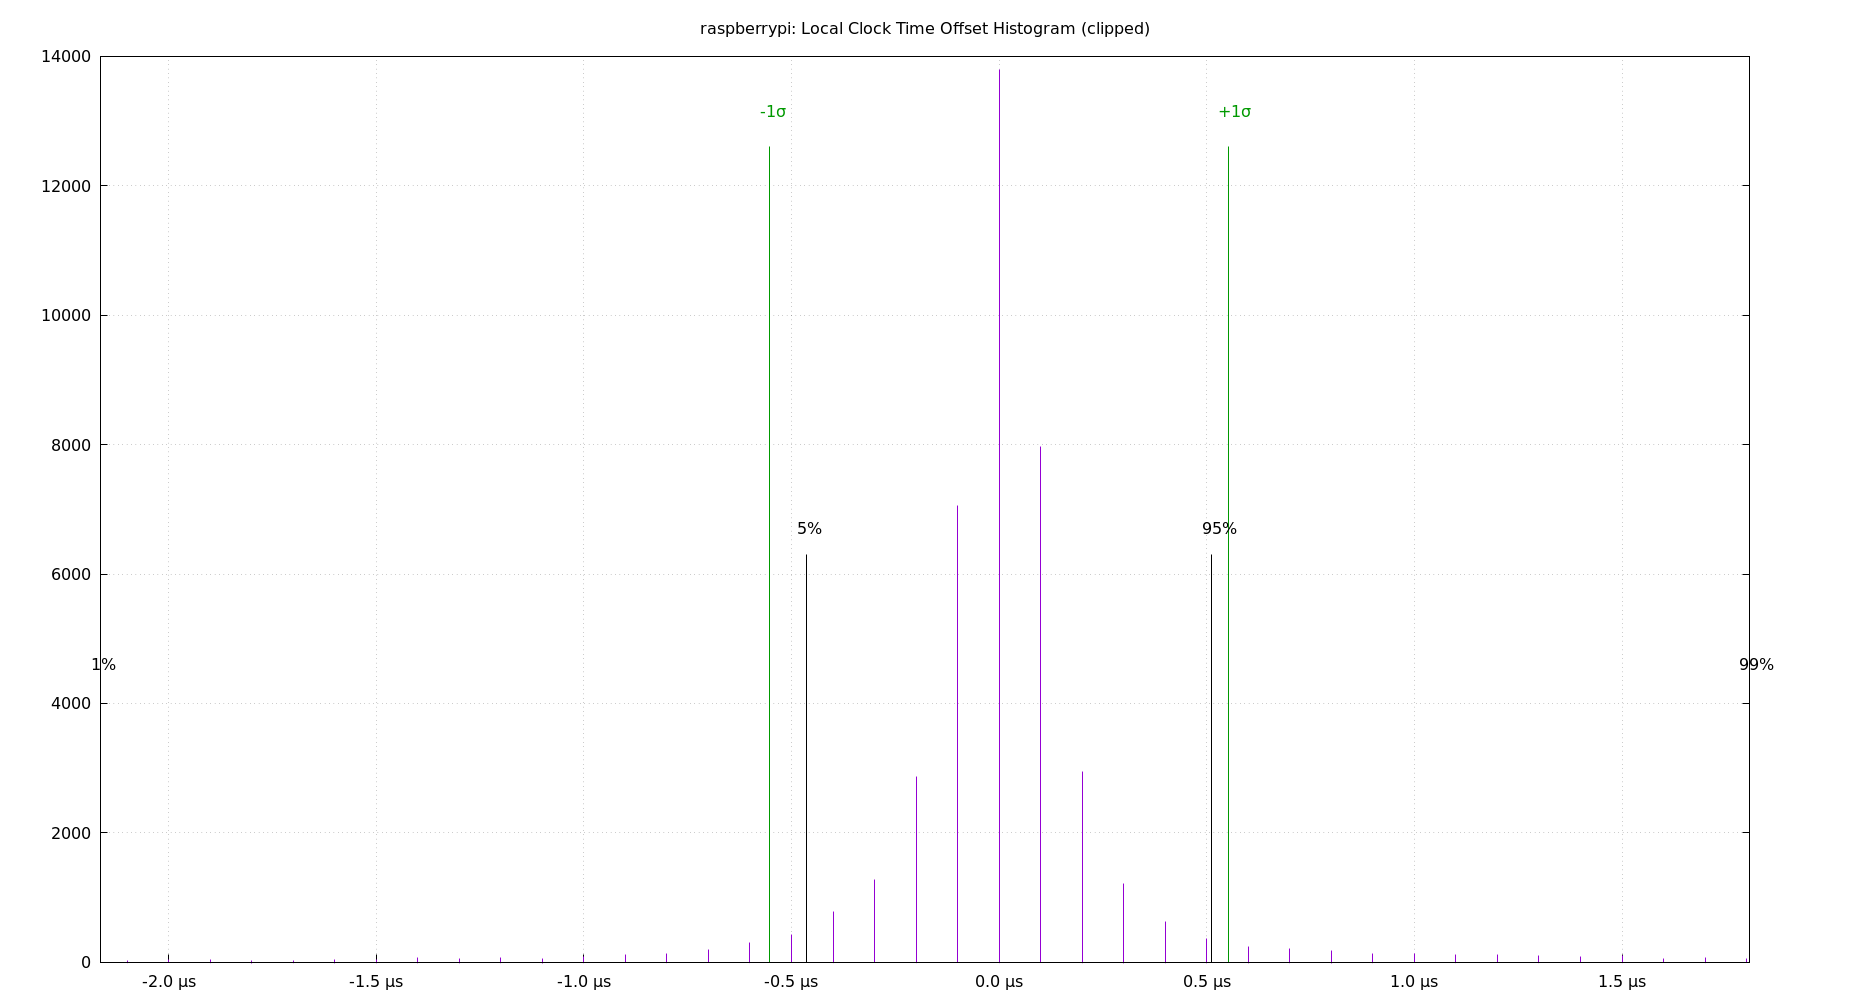 raspberrypi: Local Clock Time Offset Histogram (clipped)
14000
-1σ
+1σ
12000
10000
8000
5%
95%
6000
1%
99%
4000
2000
0
-2.0 µs
-1.5 µs
-1.0 µs
-0.5 µs
0.0 µs
0.5 µs
1.0 µs
1.5 µs